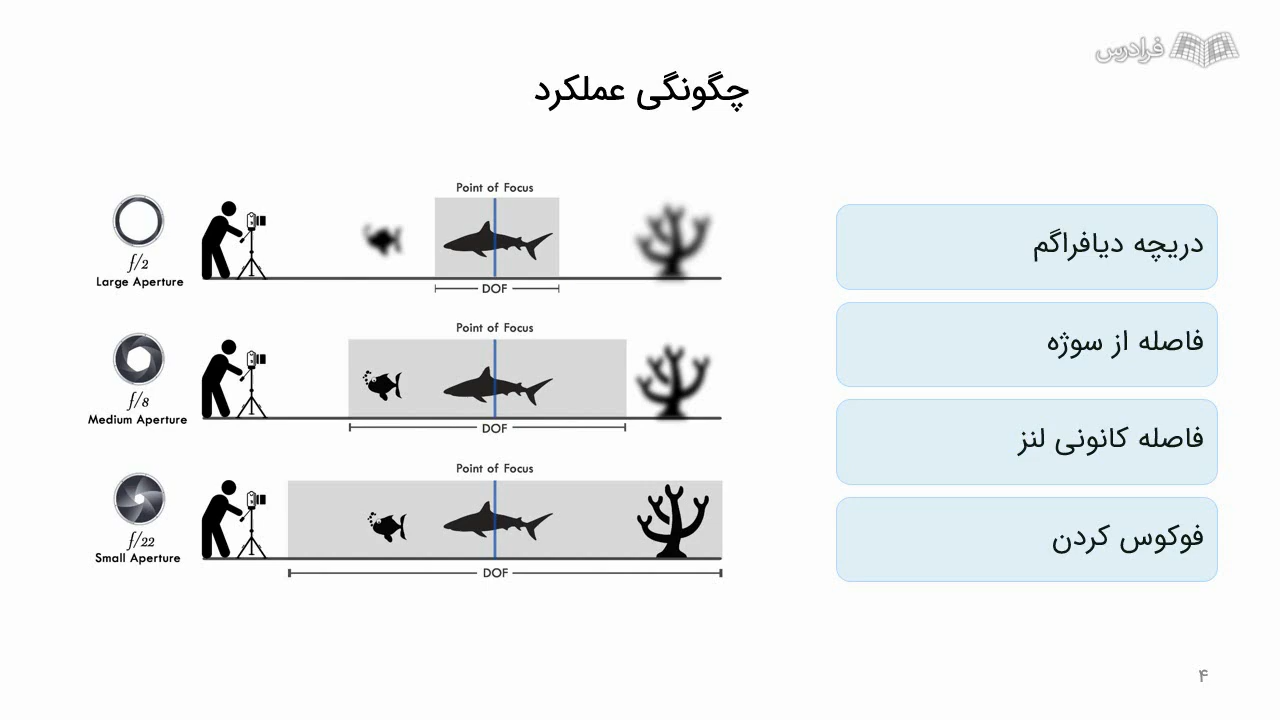 فرادرس
چگونگی عملکرد
دریچه دیافراگم
فاصله از سوژه
فاصله کانونی لنز
فوکوس کردن
Point of Focus
f/2
Large Aperture
DOF
Point of Focus
f/8
Medium Aperture
DOF
Point of Focus
f/22
Small Aperture
DOF
۴